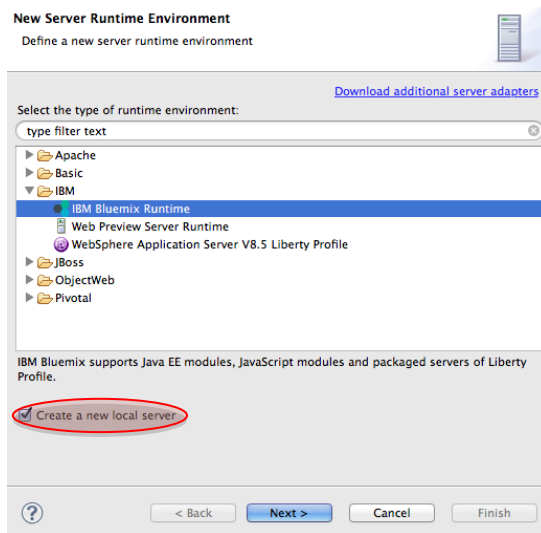 New Server Runtime Environment
Define a new server runtime environment
Download additional server adapters
Select the type of runtime environment:
type filter text
Apache
Basic
IBM
IBM Bluemix Runtime
Web Preview Server Runtime
WebSphere Application Server V8.5 Liberty Profile
JBoss
ObjectWeb
Pivotal
IBM Bluemix supports Java EE modules, JavaScript modules and packaged servers of Liberty
Profile.
Create a new local server
? < Back Next > Cancel Finish